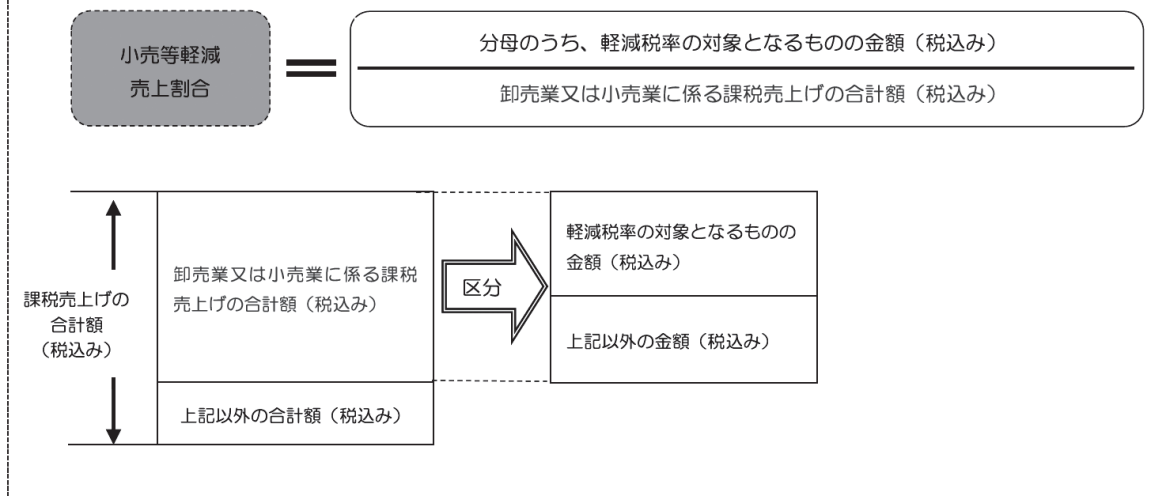 小売等軽減
売上割合
分母のうち、軽減税率の対象となるものの金額（税込み）
卸売業又は小売業に係る課税売上げの合計額（税込み）
課税売上げの
合計額
（税込み）
卸売業又は小売業に係る課税
売上げの合計額（税込み）
上記以外の合計額（税込み）
区分
軽減税率の対象となるものの
金額（税込み）
上記以外の金額（税込み）